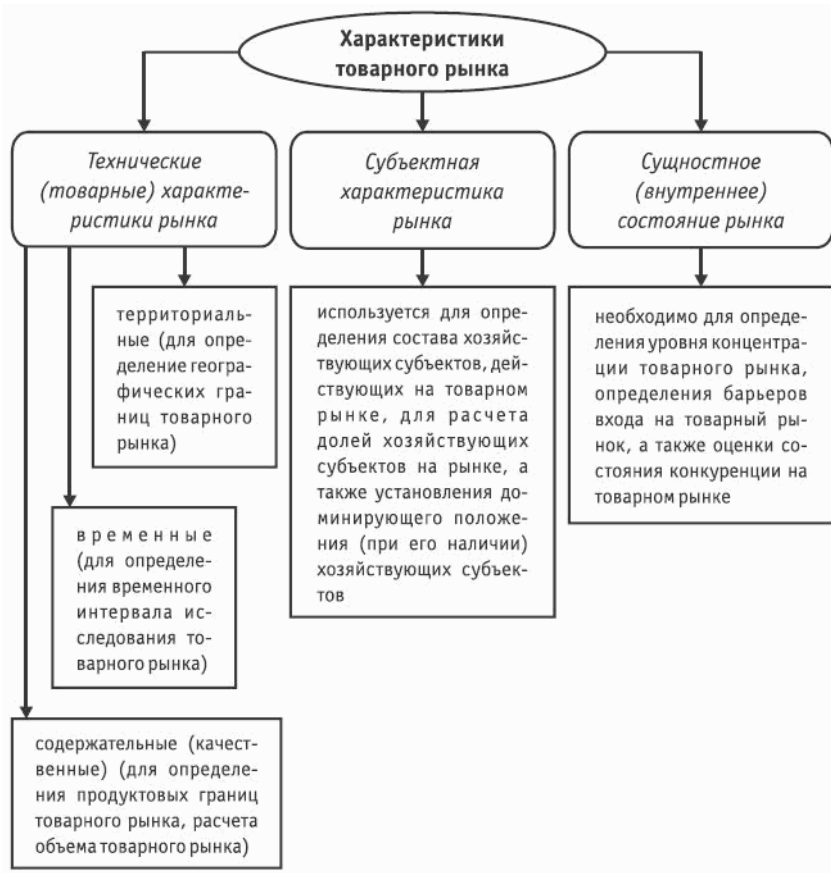 Характеристики
товарного рынка
Технические
(товарные) характе-
ристики рынка
Субъектная
характеристика
рынка
Сущностное
(внутреннее)
состояние рынка
территориаль-
ные (для опре-
деление геогра-
фических гра-
ниц товарного
рынка)
временные
(для определе-
ния временного
интервала ис-
следования то-
варного рынка)
содержательные (качест-
венные) (для определе-
ния продуктовых границ
товарного рынка, расчета
объема товарного рынка)
используется для опре-
деления состава хозяйс-
твующих субъектов, дей-
ствующих на товарном
рынке, для расчета
долей хозяйствующих
субъектов на рынке, а
также установления до-
минирующего положе-
ния (при его наличии)
хозяйствующих субъек-
тов
необходимо для опреде-
ления уровня концентра-
ции товарного рынка,
определения барьеров
входа на товарный ры-
нок, а также оценки со-
стояния конкуренции на
товарном рынке